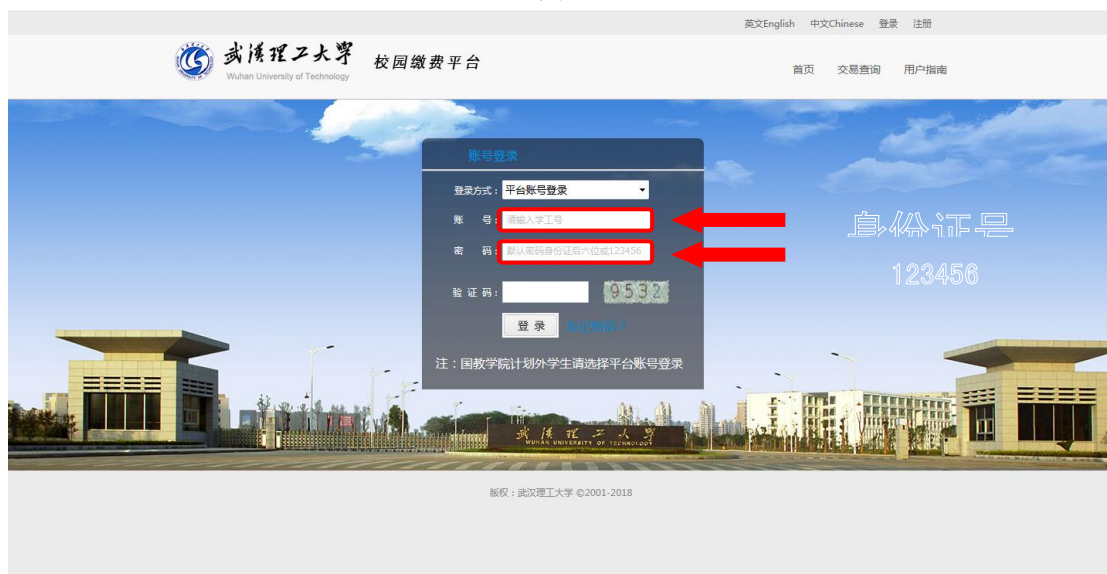 英文English 中文Chinese 登录 注册
武漢理工大学 校园缴费平台
Wuhan University of Technology
首页 交易查询 用户指南
账号登录
登录方式：平台账号登录
账 号：请输入学工号
身份证号
密 码：默认密码身份证后六位或123456
123456
验 证 码：9532
登 录 忘记密码？
注：国教学院计划外学生请选择平台账号登录
武漢理工大学
WUHAN UNIVERSITY OF TECHNOLOGY
版权：武汉理工大学 ©2001-2018